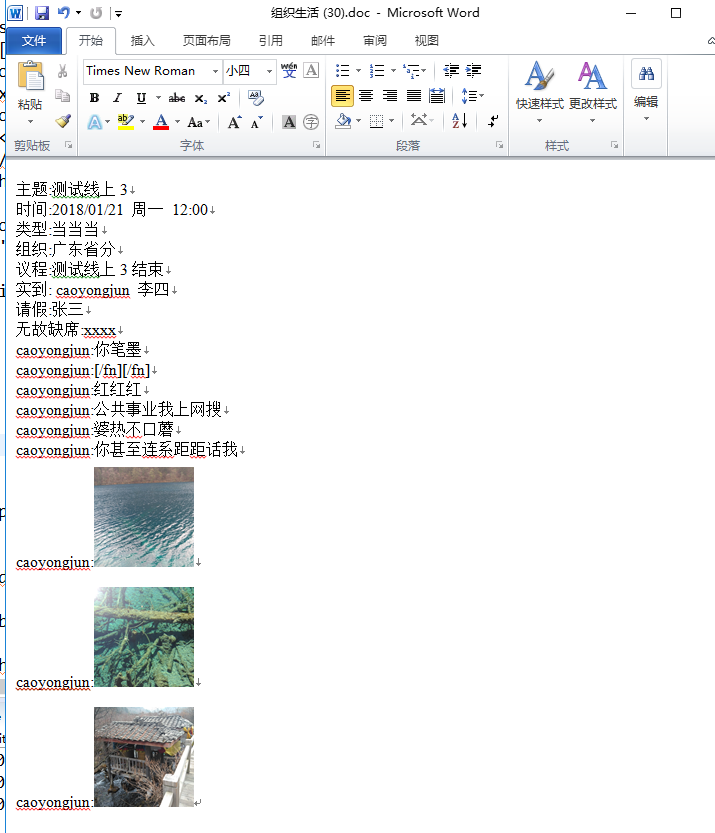 组织生活 (30).doc - Microsoft Word
文件 开始 插入 页面布局 引用 邮件 审阅 视图
Times New Roman 小四
粘贴
快速样式 更改样式 编辑
剪贴板 字体 段落 样式
主题:测试线上 3
时间:2018/01/21 周一 12:00
类型:当当当
组织:广东省分
议程:测试线上 3 结束
实到: caoyongjun 李四
请假:张三
无故缺席:xxxx
caoyongjun:你笔墨
caoyongjun:[/fn][/fn]
caoyongjun:红红红
caoyongjun:公共事业我上网搜
caoyongjun:婆热不口蘑
caoyongjun:你甚至连系距距话我
caoyongjun:
caoyongjun:
caoyongjun: